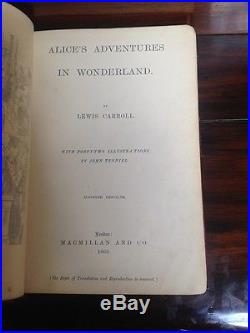 ALICE'S ADVENTURES
IN WONDERLAND.
BY
LEWIS CARROLL.
WITH FORTY-TWO ILLUSTRATIONS
BY JOHN TENNIEL
London:
MACMILLAN AND CO.
[The Right of Translation and Reproduction is reserved.]